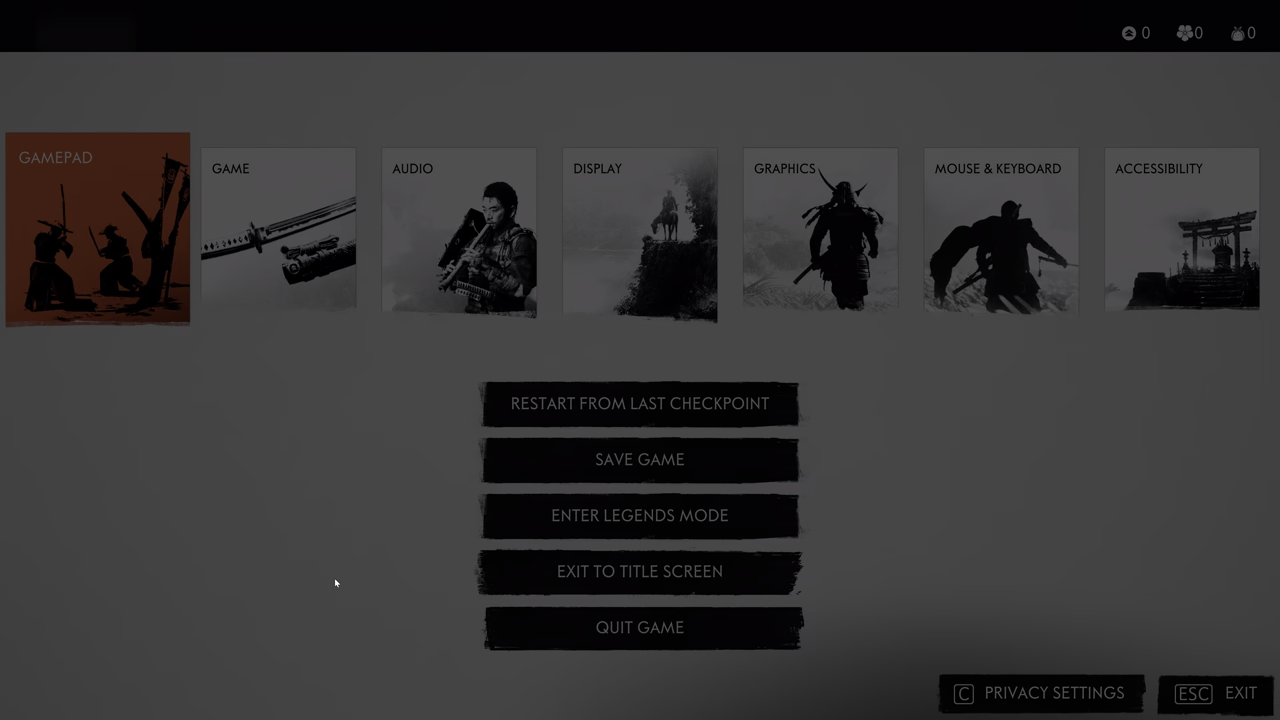 0 0 0
GAMEPAD
GAME
AUDIO
DISPLAY
GRAPHICS
MOUSE & KEYBOARD
ACCESSIBILITY
RESTART FROM LAST CHECKPOINT
SAVE GAME
ENTER LEGENDS MODE
EXIT TO TITLE SCREEN
QUIT GAME
C PRIVACY SETTINGS
ESC EXIT